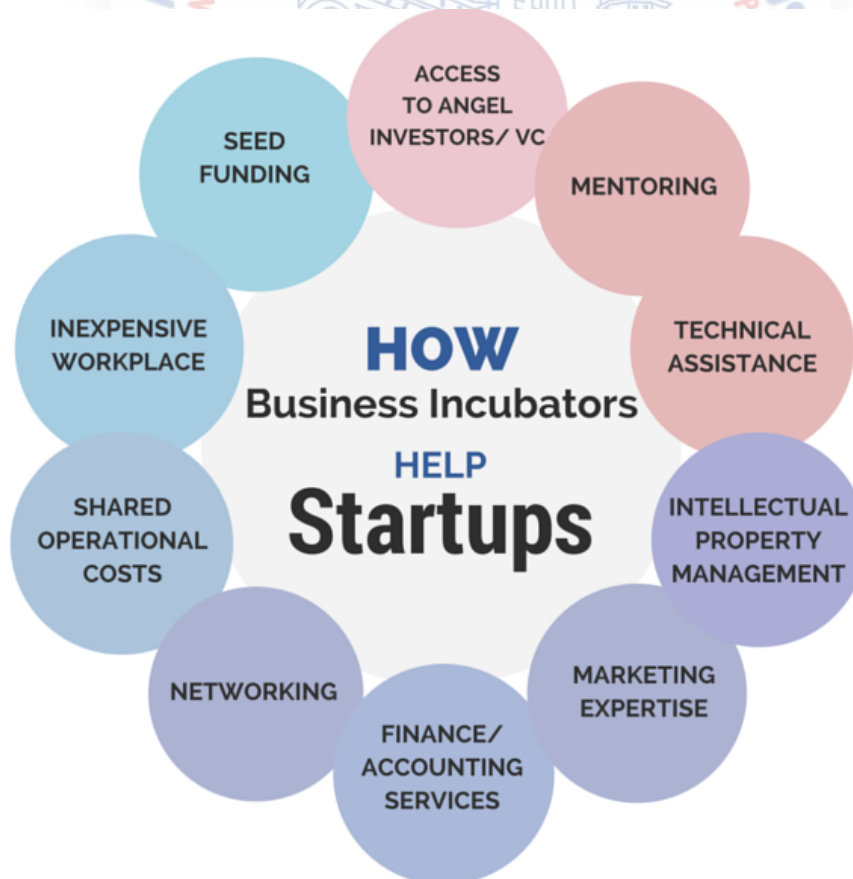 HOW
Business Incubators
HELP
Startups
ACCESS
TO ANGEL
INVESTORS/ VC
MENTORING
TECHNICAL
ASSISTANCE
INTELLECTUAL
PROPERTY
MANAGEMENT
MARKETING
EXPERTISE
FINANCE/
ACCOUNTING
SERVICES
NETWORKING
SHARED
OPERATIONAL
COSTS
INEXPENSIVE
WORKPLACE
SEED
FUNDING